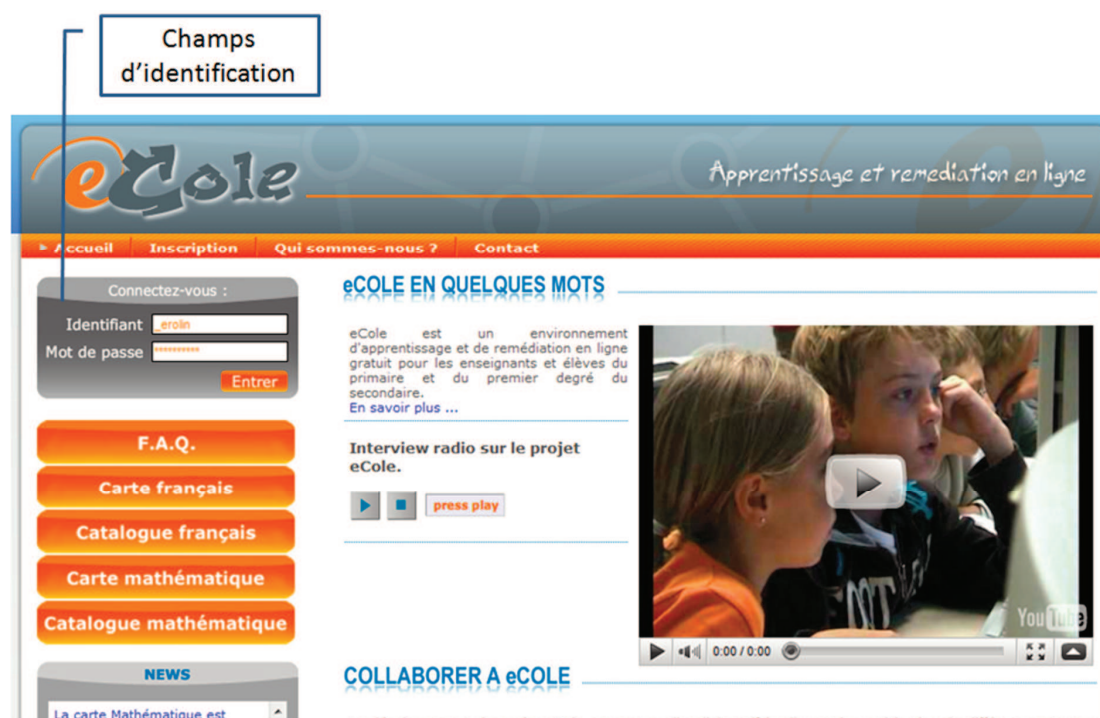 Champs
d'identification
eCole
Apprentissage et remediation en ligne
Accueil Inscription Qui sommes-nous ? Contact
Connectez-vous :
Identifiant _erolin
Mot de passe **********
Entrer
F.A.Q.
Carte français
Catalogue français
Carte mathématique
Catalogue mathématique
NEWS
La carte Mathématique est
eCOLE EN QUELQUES MOTS
eCole est un environnement
d'apprentissage et de remédiation en ligne
gratuit pour les enseignants et élèves du
primaire et du premier degré du
secondaire.
En savoir plus ...
Interview radio sur le projet
eCole.
press play
YouTube
0:00 / 0:00
COLLABORER A eCOLE